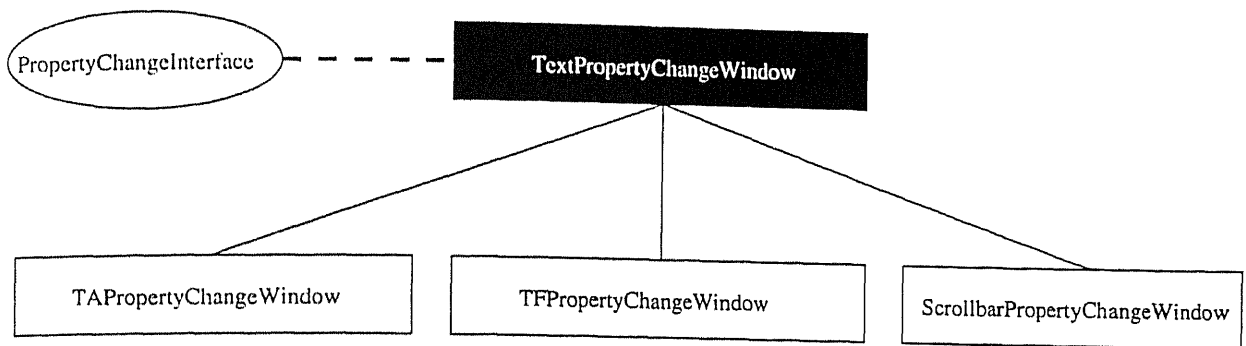 PropertyChangeInterface
TextPropertyChangeWindow
TAPropertyChangeWindow
TFPropertyChangeWindow
ScrollbarPropertyChangeWindow